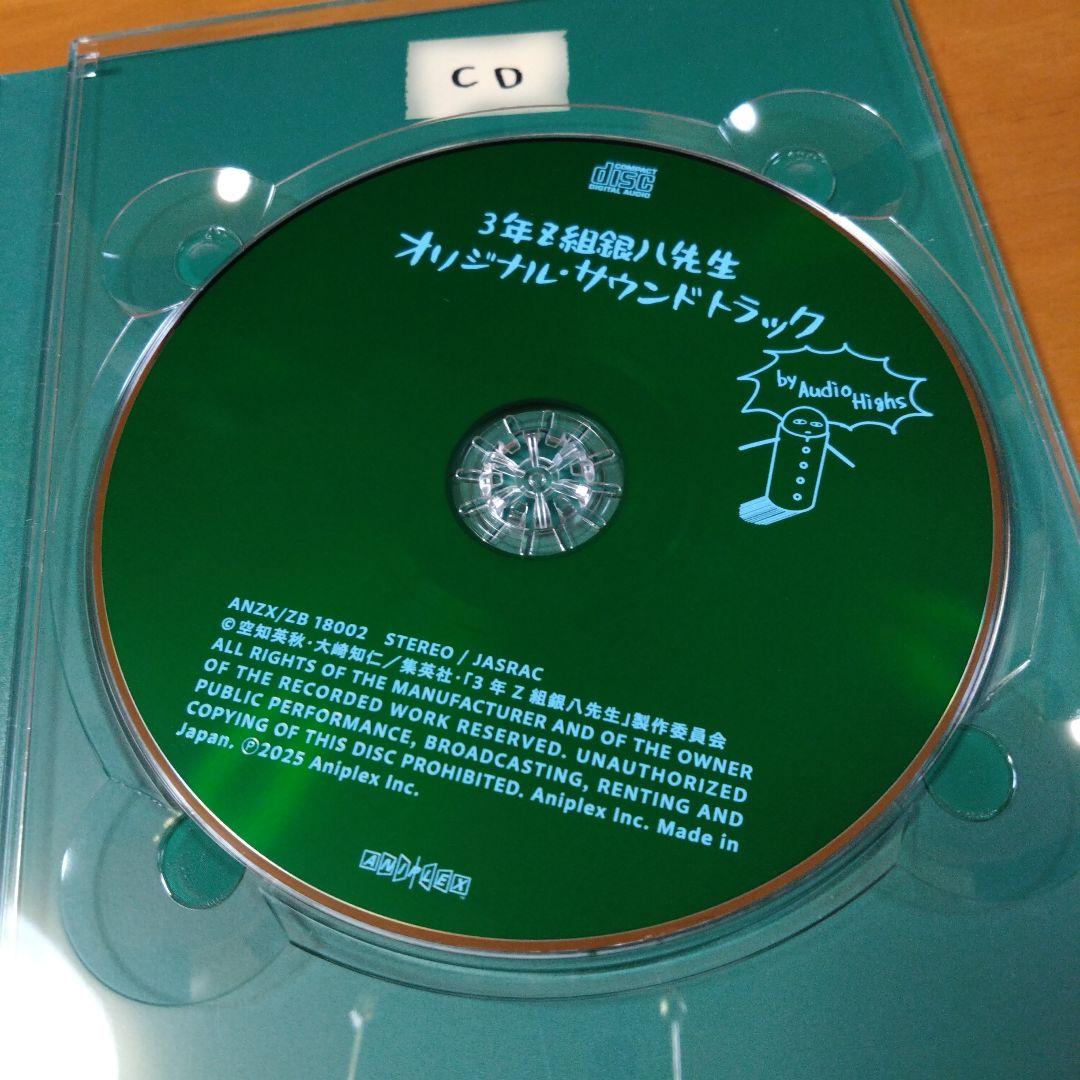 CD
COMPACT
disc
DIGITAL AUDIO
3年Z組銀八先生
オリジナル・サウンドトラック
by Audio Highs
ANZX/ZB 18002 STEREO / JASRAC
©空知英秋・大崎知仁／集英社・「3年Z組銀八先生」製作委員会
ALL RIGHTS OF THE MANUFACTURER AND OF THE OWNER
OF THE RECORDED WORK RESERVED. UNAUTHORIZED
PUBLIC PERFORMANCE, BROADCASTING, RENTING AND
COPYING OF THIS DISC PROHIBITED. Aniplex Inc. Made in
Japan. ℗2025 Aniplex Inc.
ANIPLEX